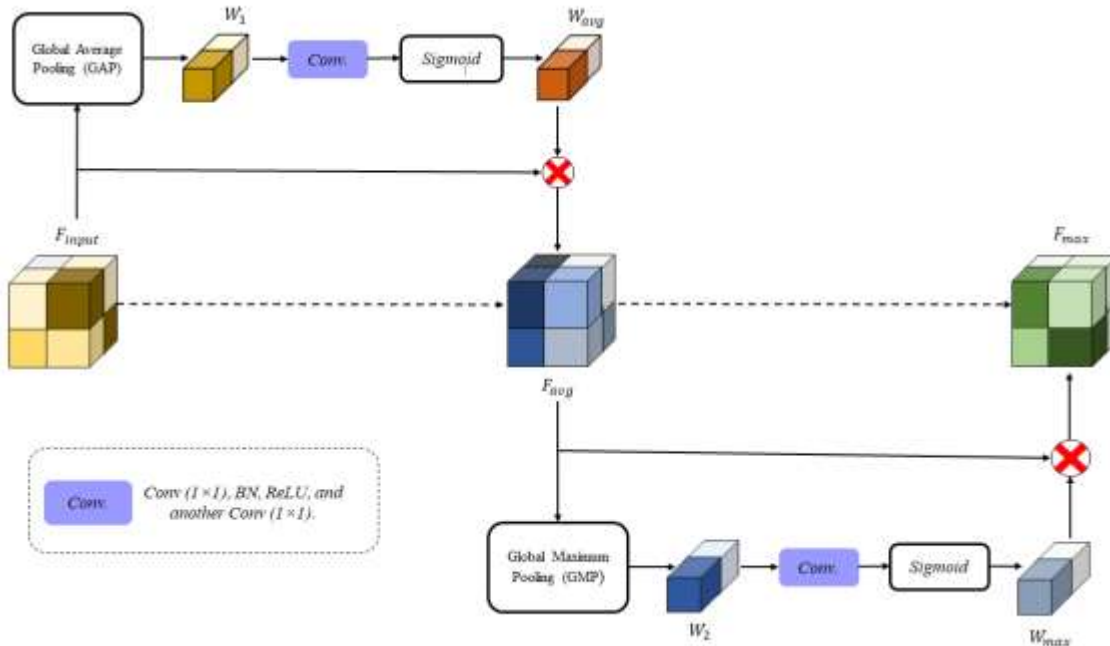 W1
Wavg
Global Average
Pooling (GAP)
Conv.
Sigmoid
Finput
Fmax
Favg
Conv.
Conv (1×1), BN, ReLU, and
another Conv (1×1).
Global Maximum
Pooling (GMP)
Conv.
Sigmoid
W2
Wmax